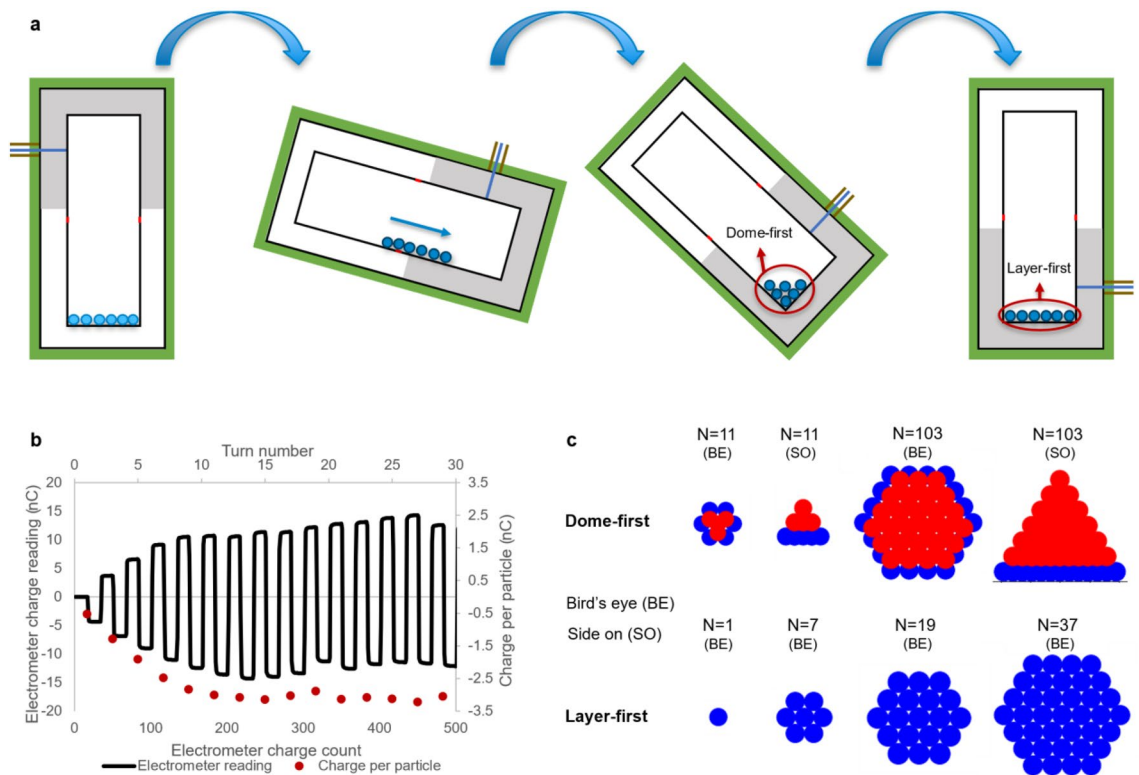 a
Dome-first
Layer-first
b
Turn number
0 5 10 15 20 25 30
Electrometer charge reading (nC)
20
15
10
5
0
-5
-10
-15
-20
3.5
2.5
1.5
0.5
-0.5
-1.5
-2.5
-3.5
Charge per particle (nC)
0 100 200 300 400 500
Electrometer charge count
Electrometer reading Charge per particle
c
N=11 N=11 N=103 N=103
(BE) (SO) (BE) (SO)
Dome-first
Bird's eye (BE)
Side on (SO)
N=1 N=7 N=19 N=37
(BE) (BE) (BE) (BE)
Layer-first